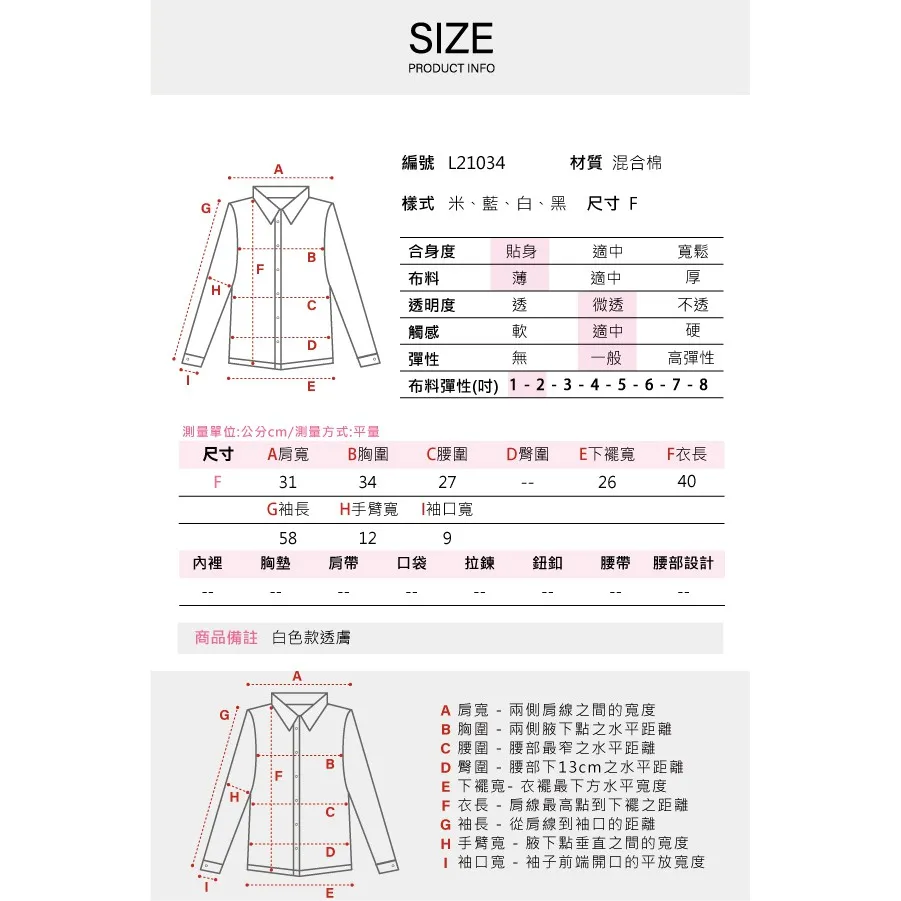 SIZE
PRODUCT INFO
編號 L21034 材質 混合棉
樣式 米、藍、白、黑 尺寸 F
合身度 貼身 適中 寬鬆
布料 薄 適中 厚
透明度 透 微透 不透
觸感 軟 適中 硬
彈性 無 一般 高彈性
布料彈性(吋) 1 - 2 - 3 - 4 - 5 - 6 - 7 - 8
A
G
B
F
H
C
D
I
E
測量單位:公分cm/測量方式:平量
尺寸 A肩寬 B胸圍 C腰圍 D臀圍 E下襬寬 F衣長
F 31 34 27 -- 26 40
G袖長 H手臂寬 I袖口寬
58 12 9
內裡 胸墊 肩帶 口袋 拉鍊 鈕釦 腰帶 腰部設計
-- -- -- -- -- -- -- --
商品備註 白色款透膚
A
G
B
F
H
C
D
I
E
A 肩寬 - 兩側肩線之間的寬度
B 胸圍 - 兩側腋下點之水平距離
C 腰圍 - 腰部最窄之水平距離
D 臀圍 - 腰部下13cm之水平距離
E 下襬寬- 衣襬最下方水平寬度
F 衣長 - 肩線最高點到下襬之距離
G 袖長 - 從肩線到袖口的距離
H 手臂寬 - 腋下點垂直之間的寬度
I 袖口寬 - 袖子前端開口的平放寬度